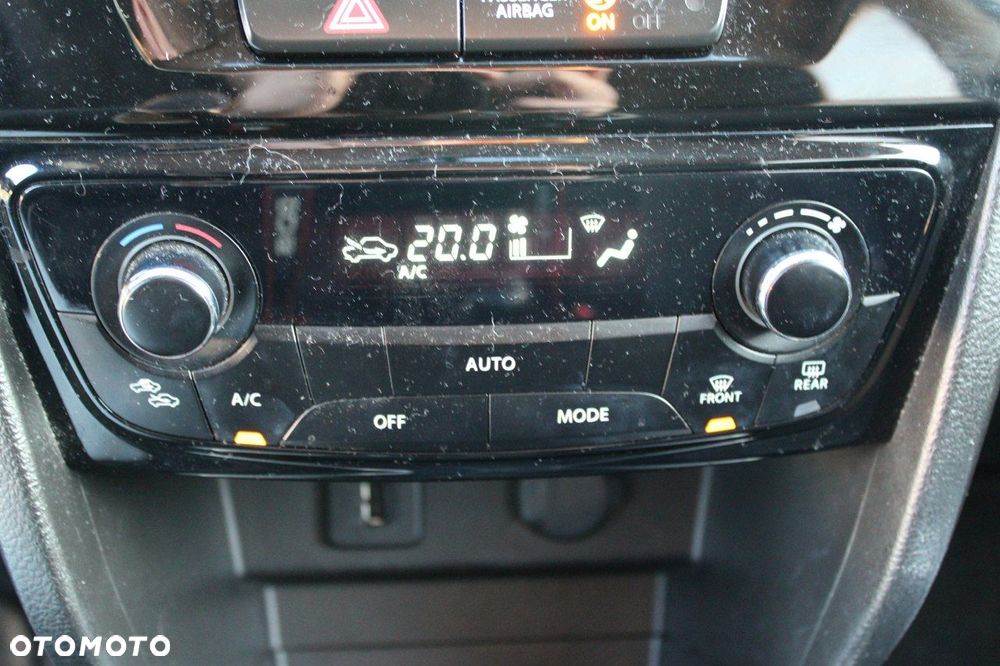 AIRBAG
ON
OFF
20.0
A/C
AUTO
A/C
OFF
MODE
FRONT
REAR
OTOMOTO